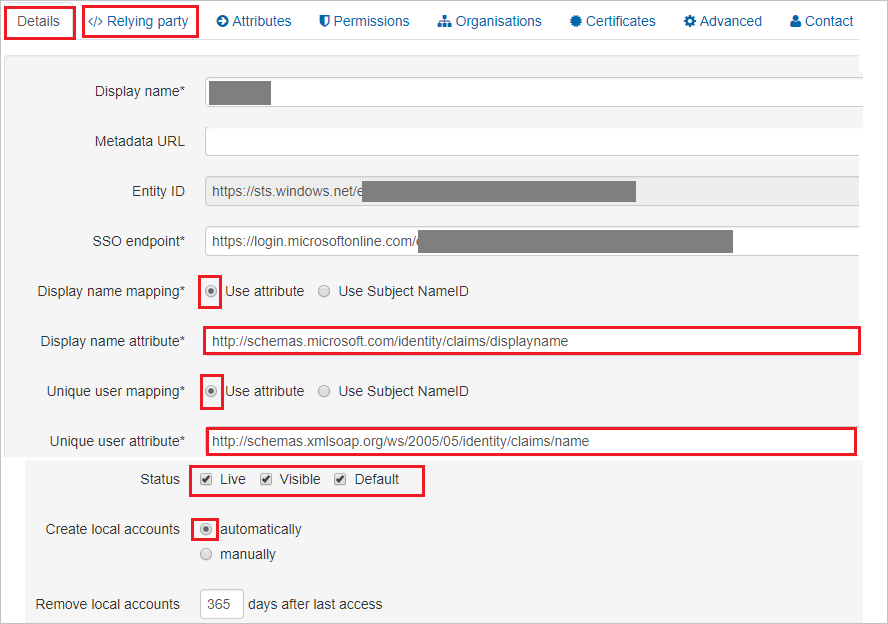 Details </> Relying party Attributes Permissions Organisations Certificates Advanced Contact
Display name*
Metadata URL
Entity ID https://sts.windows.net/e
SSO endpoint* https://login.microsoftonline.com/
Display name mapping* Use attribute Use Subject NameID
Display name attribute* http://schemas.microsoft.com/identity/claims/displayname
Unique user mapping* Use attribute Use Subject NameID
Unique user attribute* http://schemas.xmlsoap.org/ws/2005/05/identity/claims/name
Status Live Visible Default
Create local accounts automatically
manually
Remove local accounts 365 days after last access